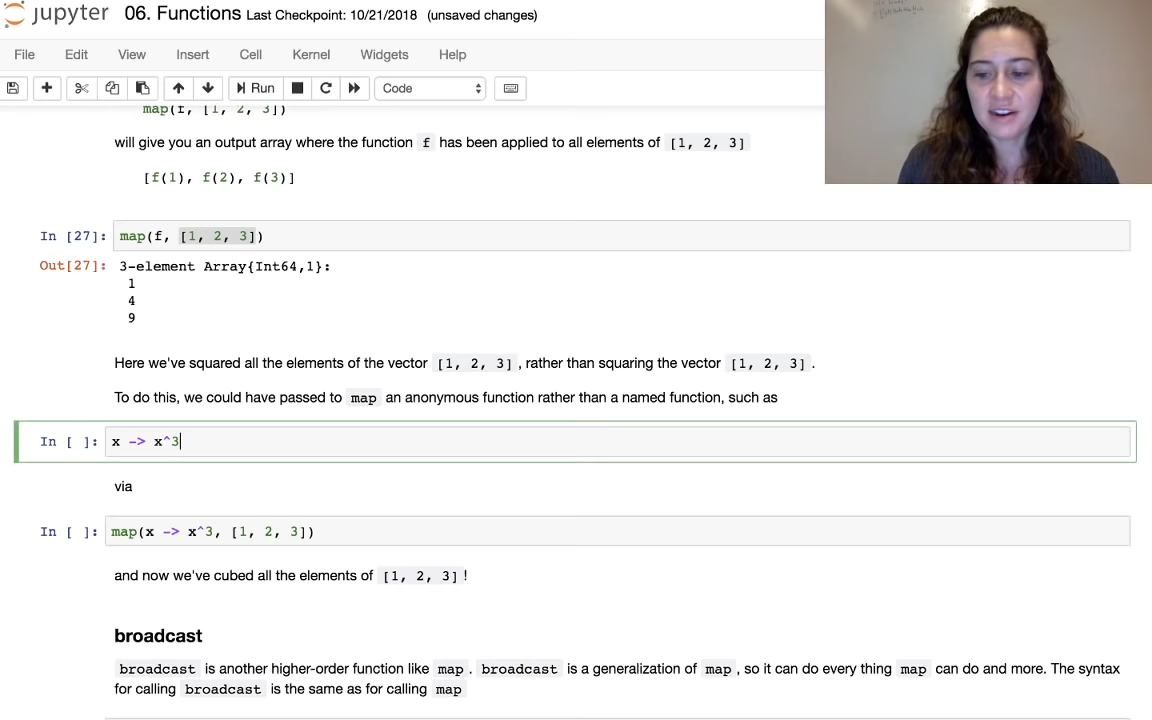 jupyter 06. Functions Last Checkpoint: 10/21/2018 (unsaved changes)
File Edit View Insert Cell Kernel Widgets Help
Run Code
map(f, [1, 2, 3])
will give you an output array where the function f has been applied to all elements of [1, 2, 3]
[f(1), f(2), f(3)]
In [27]: map(f, [1, 2, 3])
Out[27]: 3-element Array{Int64,1}:
1
4
9
Here we've squared all the elements of the vector [1, 2, 3] , rather than squaring the vector [1, 2, 3] .
To do this, we could have passed to map an anonymous function rather than a named function, such as
In [ ]: x -> x^3
via
In [ ]: map(x -> x^3, [1, 2, 3])
and now we've cubed all the elements of [1, 2, 3] !
broadcast
broadcast is another higher-order function like map . broadcast is a generalization of map , so it can do every thing map can do and more. The syntax
for calling broadcast is the same as for calling map